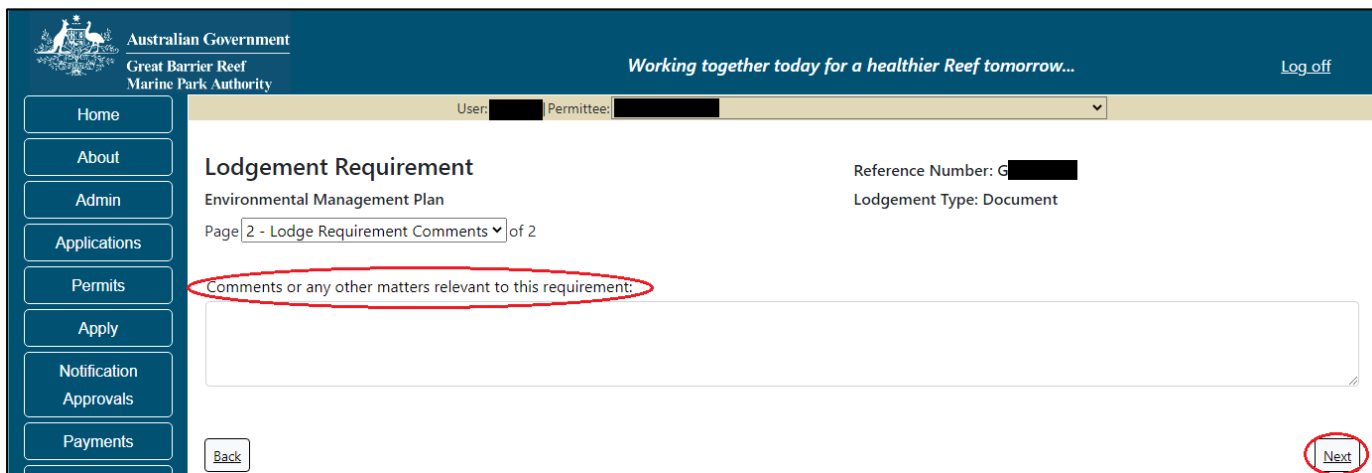 Australian Government
Great Barrier Reef
Marine Park Authority
Working together today for a healthier Reef tomorrow...
Log off
User: |Permittee:
Home
About
Admin
Applications
Permits
Apply
Notification
Approvals
Payments
Lodgement Requirement
Reference Number: G
Environmental Management Plan
Lodgement Type: Document
Page 2 - Lodge Requirement Comments of 2
Comments or any other matters relevant to this requirement:
Back
Next